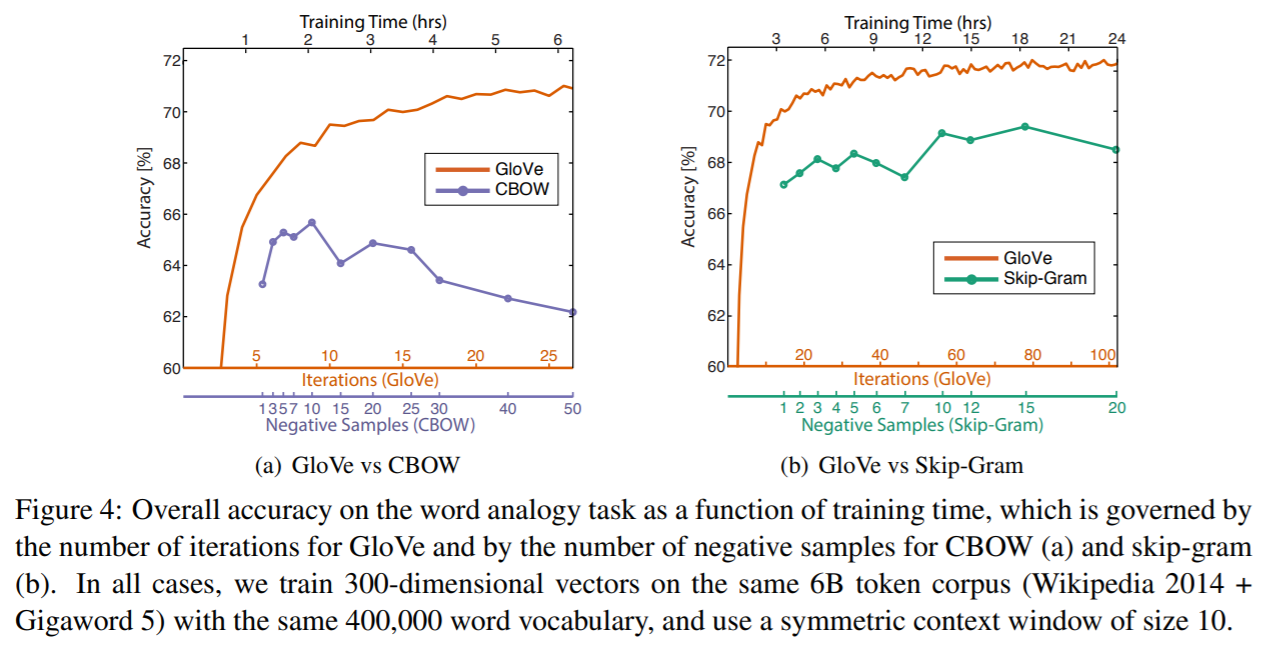 Training Time (hrs)
1 2 3 4 5 6
72
70
68
66
64
62
60
Accuracy [%]
GloVe
CBOW
5 10 15 20 25
Iterations (GloVe)
1 3 5 7 10 15 20 25 30 40 50
Negative Samples (CBOW)
(a) GloVe vs CBOW
Training Time (hrs)
3 6 9 12 15 18 21 24
72
70
68
66
64
62
60
Accuracy [%]
GloVe
Skip-Gram
20 40 60 80 100
Iterations (GloVe)
1 2 3 4 5 6 7 10 12 15 20
Negative Samples (Skip-Gram)
(b) GloVe vs Skip-Gram
Figure 4: Overall accuracy on the word analogy task as a function of training time, which is governed by
the number of iterations for GloVe and by the number of negative samples for CBOW (a) and skip-gram
(b). In all cases, we train 300-dimensional vectors on the same 6B token corpus (Wikipedia 2014 +
Gigaword 5) with the same 400,000 word vocabulary, and use a symmetric context window of size 10.